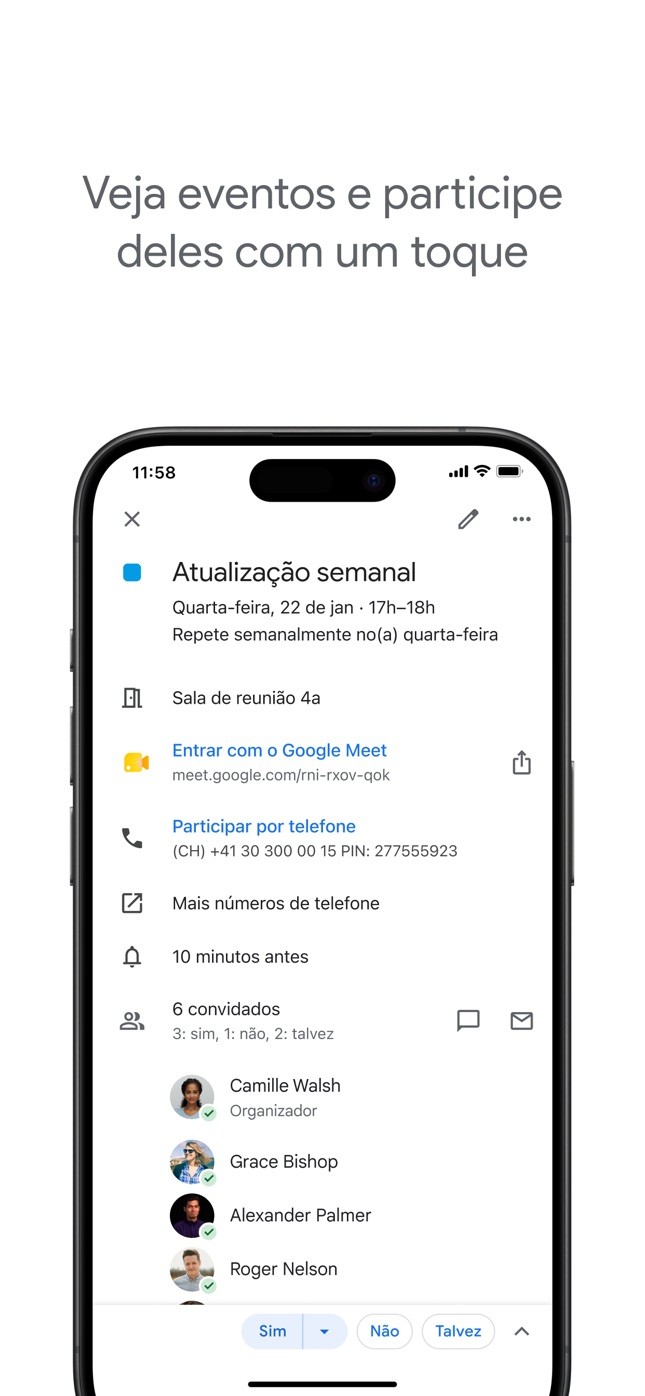 Veja eventos e participe
deles com um toque
11:58
Atualização semanal
Quarta-feira, 22 de jan · 17h–18h
Repete semanalmente no(a) quarta-feira
Sala de reunião 4a
Entrar com o Google Meet
meet.google.com/rni-rxov-qok
Participar por telefone
(CH) +41 30 300 00 15 PIN: 277555923
Mais números de telefone
10 minutos antes
6 convidados
3: sim, 1: não, 2: talvez
Camille Walsh
Organizador
Grace Bishop
Alexander Palmer
Roger Nelson
Sim Não Talvez